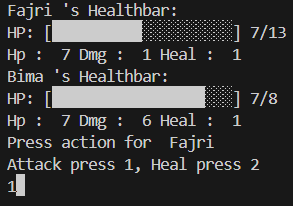 Fajri 's Healthbar:
HP: [██████████░░░░░░░░░░] 7/13
Hp :  7 Dmg :  1 Heal :  1
Bima 's Healthbar:
HP: [█████████████████░░░] 7/8
Hp :  7 Dmg :  6 Heal :  1
Press action for  Fajri
Attack press 1, Heal press 2
1